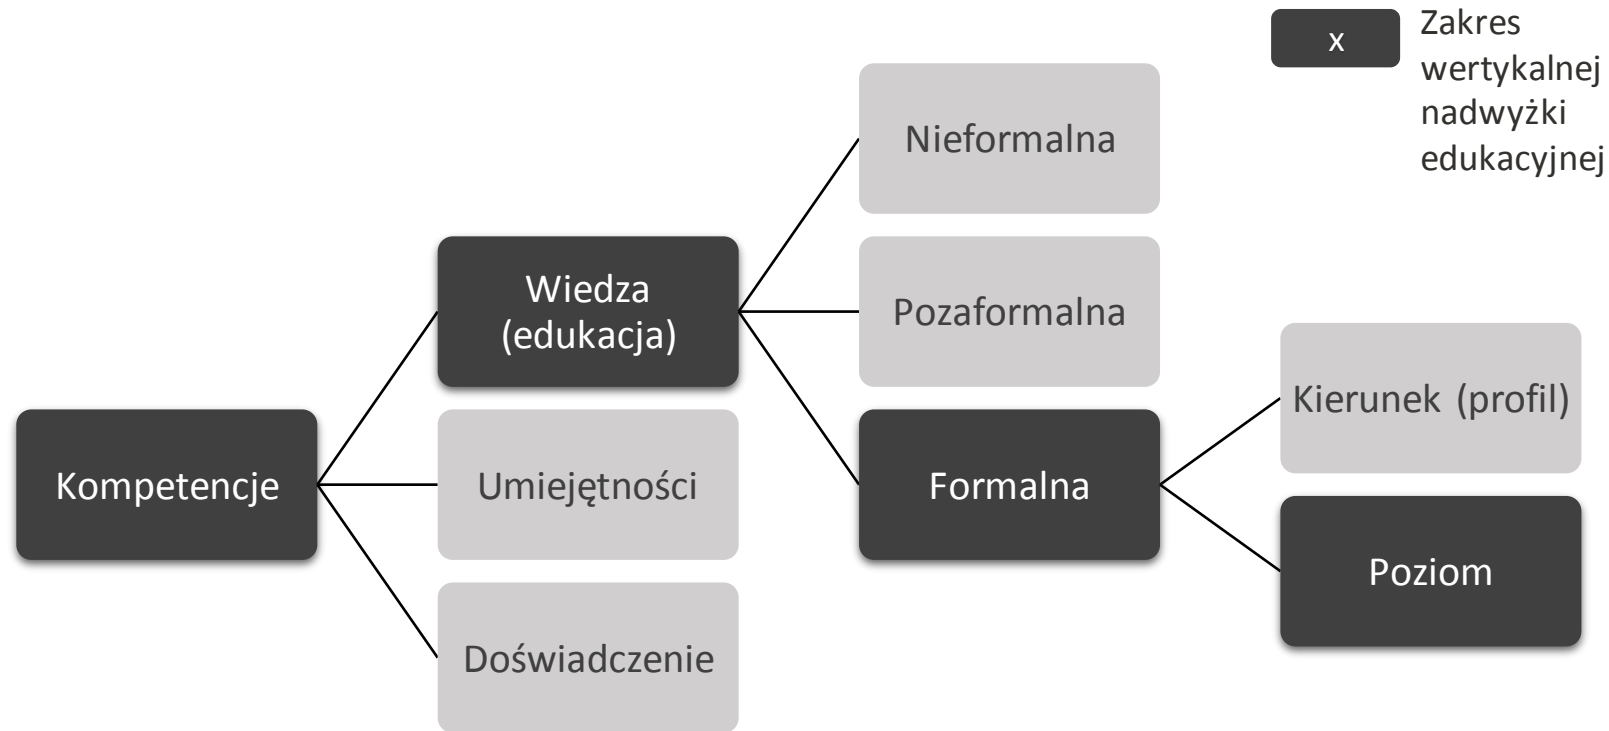 x
Zakres
wertykalnej
nadwyżki
edukacyjnej
Nieformalna
Wiedza
(edukacja)
Pozaformalna
Kierunek (profil)
Kompetencje
Umiejętności
Formalna
Poziom
Doświadczenie